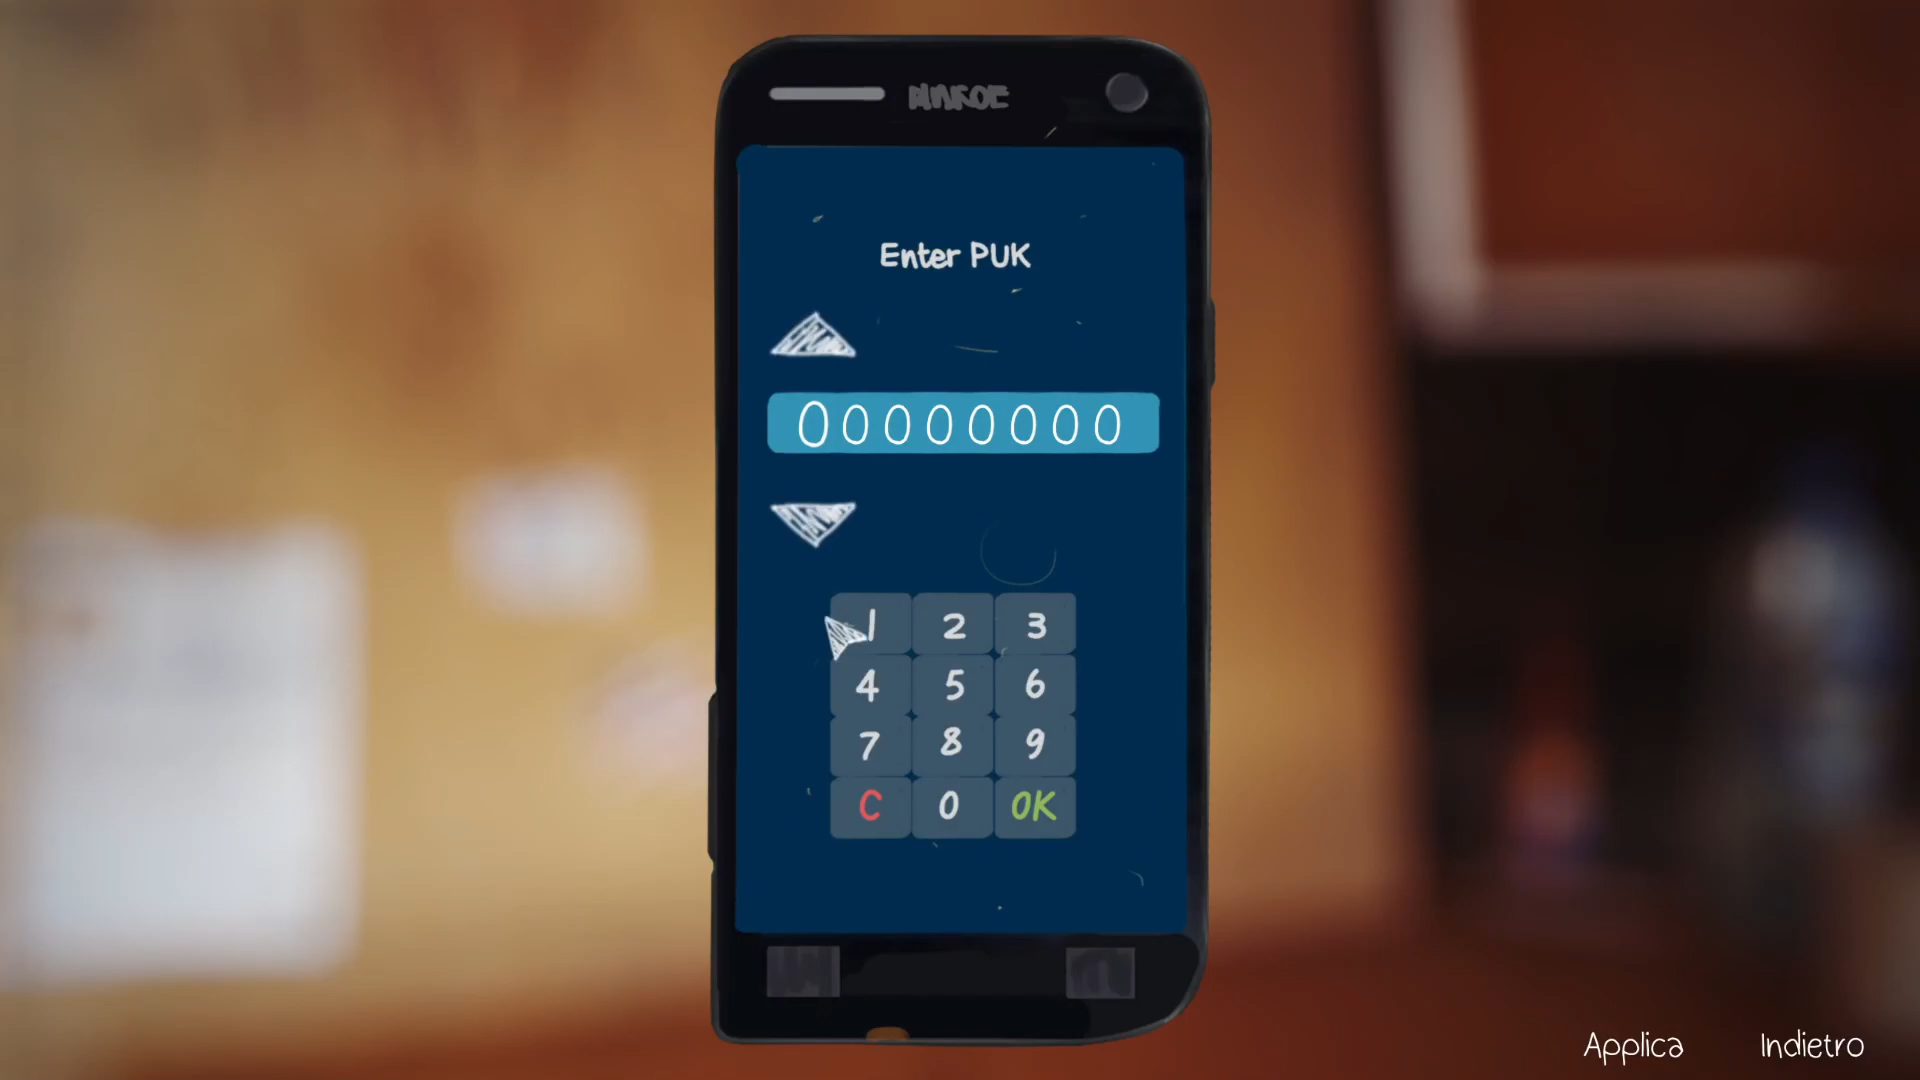 Enter PUK
00000000
1 2 3
4 5 6
7 8 9
C 0 OK
Applica Indietro